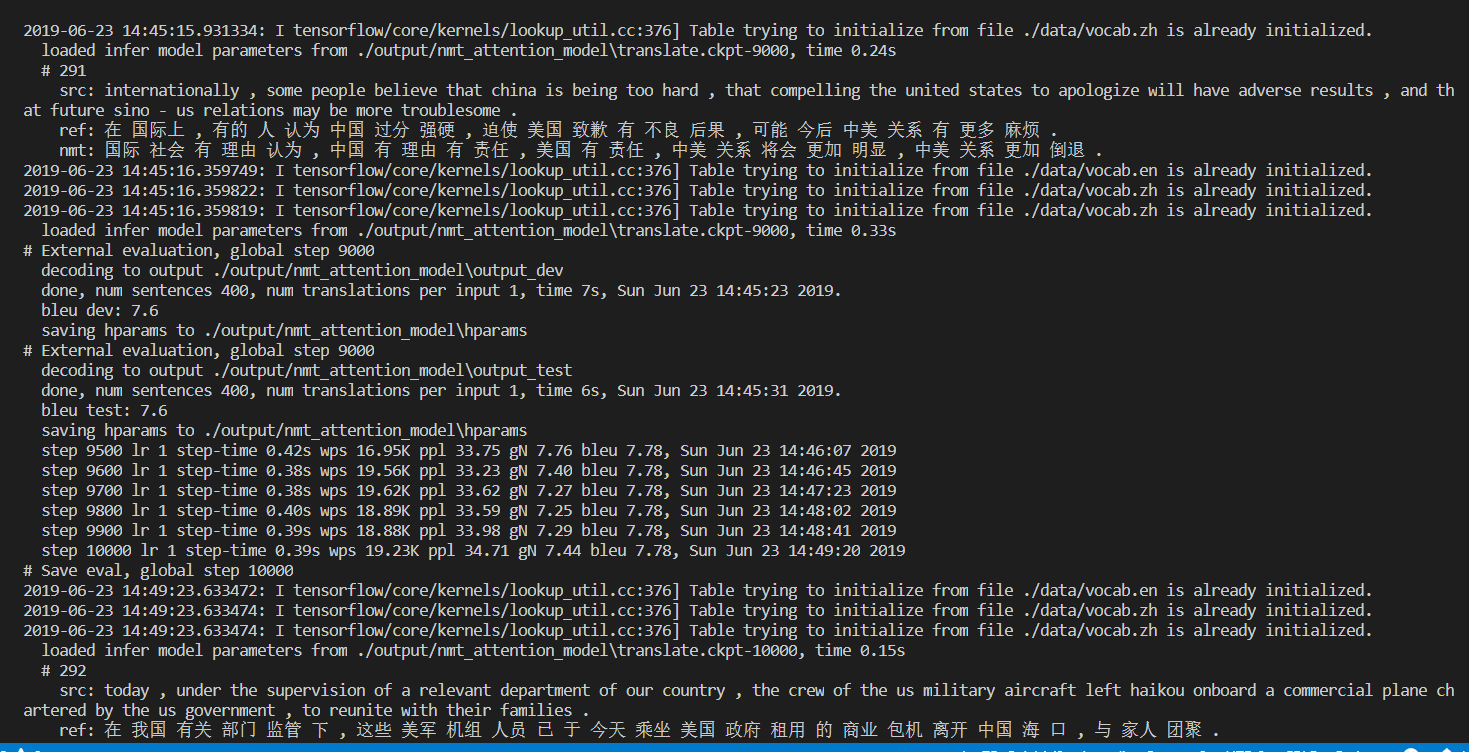 2019-06-23 14:45:15.931334: I tensorflow/core/kernels/lookup_util.cc:376] Table trying to initialize from file ./data/vocab.zh is already initialized.
  loaded infer model parameters from ./output/nmt_attention_model\translate.ckpt-9000, time 0.24s
  # 291
    src: internationally , some people believe that china is being too hard , that compelling the united states to apologize will have adverse results , and th
at future sino - us relations may be more troublesome .
    ref: 在 国际上 , 有的 人 认为 中国 过分 强硬 , 迫使 美国 致歉 有 不良 后果 , 可能 今后 中美 关系 有 更多 麻烦 .
    nmt: 国际 社会 有 理由 认为 , 中国 有 理由 有 责任 , 美国 有 责任 , 中美 关系 将会 更加 明显 , 中美 关系 更加 倒退 .
2019-06-23 14:45:16.359749: I tensorflow/core/kernels/lookup_util.cc:376] Table trying to initialize from file ./data/vocab.en is already initialized.
2019-06-23 14:45:16.359822: I tensorflow/core/kernels/lookup_util.cc:376] Table trying to initialize from file ./data/vocab.zh is already initialized.
2019-06-23 14:45:16.359819: I tensorflow/core/kernels/lookup_util.cc:376] Table trying to initialize from file ./data/vocab.zh is already initialized.
  loaded infer model parameters from ./output/nmt_attention_model\translate.ckpt-9000, time 0.33s
# External evaluation, global step 9000
  decoding to output ./output/nmt_attention_model\output_dev
  done, num sentences 400, num translations per input 1, time 7s, Sun Jun 23 14:45:23 2019.
  bleu dev: 7.6
  saving hparams to ./output/nmt_attention_model\hparams
# External evaluation, global step 9000
  decoding to output ./output/nmt_attention_model\output_test
  done, num sentences 400, num translations per input 1, time 6s, Sun Jun 23 14:45:31 2019.
  bleu test: 7.6
  saving hparams to ./output/nmt_attention_model\hparams
  step 9500 lr 1 step-time 0.42s wps 16.95K ppl 33.75 gN 7.76 bleu 7.78, Sun Jun 23 14:46:07 2019
  step 9600 lr 1 step-time 0.38s wps 19.56K ppl 33.23 gN 7.40 bleu 7.78, Sun Jun 23 14:46:45 2019
  step 9700 lr 1 step-time 0.38s wps 19.62K ppl 33.62 gN 7.27 bleu 7.78, Sun Jun 23 14:47:23 2019
  step 9800 lr 1 step-time 0.40s wps 18.89K ppl 33.59 gN 7.25 bleu 7.78, Sun Jun 23 14:48:02 2019
  step 9900 lr 1 step-time 0.39s wps 18.88K ppl 33.98 gN 7.29 bleu 7.78, Sun Jun 23 14:48:41 2019
  step 10000 lr 1 step-time 0.39s wps 19.23K ppl 34.71 gN 7.44 bleu 7.78, Sun Jun 23 14:49:20 2019
# Save eval, global step 10000
2019-06-23 14:49:23.633472: I tensorflow/core/kernels/lookup_util.cc:376] Table trying to initialize from file ./data/vocab.en is already initialized.
2019-06-23 14:49:23.633474: I tensorflow/core/kernels/lookup_util.cc:376] Table trying to initialize from file ./data/vocab.zh is already initialized.
2019-06-23 14:49:23.633474: I tensorflow/core/kernels/lookup_util.cc:376] Table trying to initialize from file ./data/vocab.zh is already initialized.
  loaded infer model parameters from ./output/nmt_attention_model\translate.ckpt-10000, time 0.15s
  # 292
    src: today , under the supervision of a relevant department of our country , the crew of the us military aircraft left haikou onboard a commercial plane ch
artered by the us government , to reunite with their families .
    ref: 在 我国 有关 部门 监管 下 , 这些 美军 机组 人员 已 于 今天 乘坐 美国 政府 租用 的 商业 包机 离开 中国 海 口 , 与 家人 团聚 .